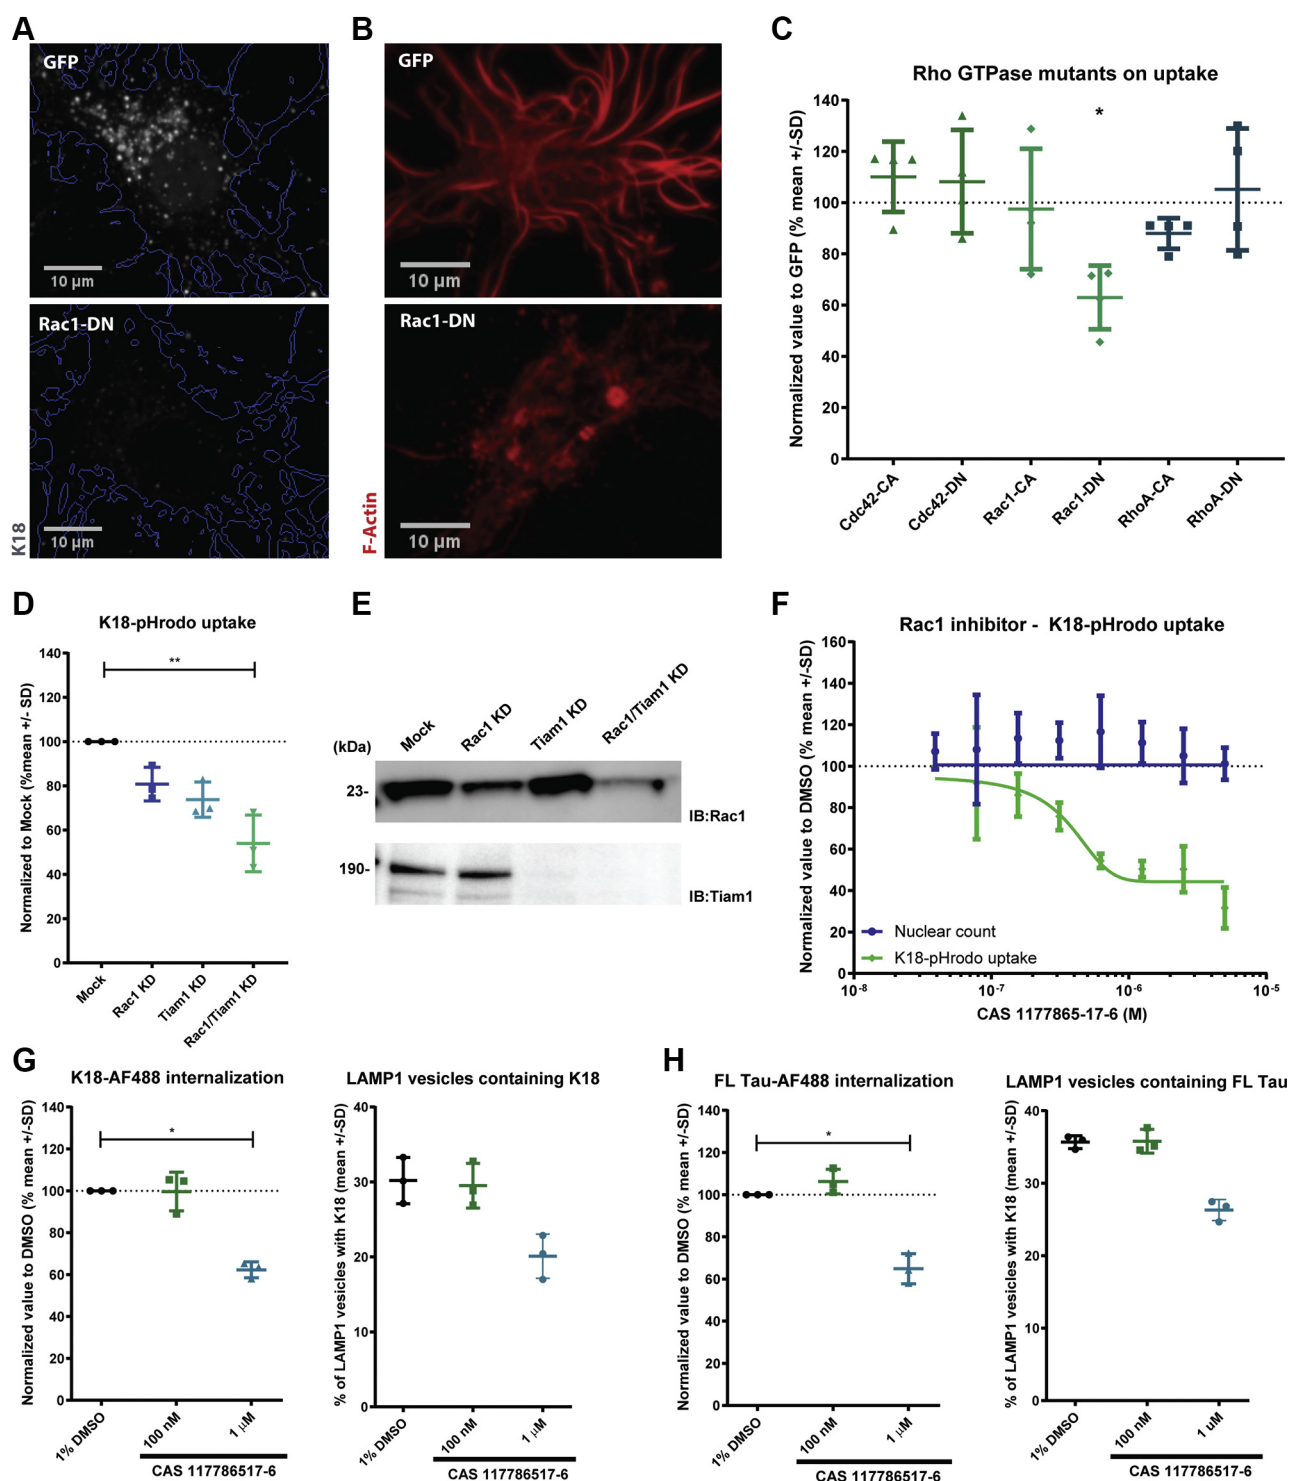 A
GFP
10 μm
Rac1-DN
10 μm
K18
B
GFP
10 μm
Rac1-DN
10 μm
F-Actin
C
Rho GTPase mutants on uptake
Normalized value to GFP (% mean +/-SD)
140
120
100
80
60
40
20
0
*
Cdc42-CA
Cdc42-DN
Rac1-CA
Rac1-DN
RhoA-CA
RhoA-DN
D
K18-pHrodo uptake
Normalized to Mock (%mean +/- SD)
140
120
100
80
60
40
20
0
**
Mock
Rac1 KD
Tiam1 KD
Rac1/Tiam1 KD
E
Mock
Rac1 KD
Tiam1 KD
Rac1/Tiam1 KD
(kDa)
23-
IB:Rac1
190-
IB:Tiam1
F
Rac1 inhibitor - K18-pHrodo uptake
Normalized value to DMSO (% mean +/-SD)
160
140
120
100
80
60
40
20
0
Nuclear count
K18-pHrodo uptake
10-8
10-7
10-6
10-5
CAS 1177865-17-6 (M)
G
K18-AF488 internalization
Normalized value to DMSO (% mean +/-SD)
140
120
100
80
60
40
20
0
*
1% DMSO
100 nM
1 μM
CAS 117786517-6
LAMP1 vesicles containing K18
% of LAMP1 vesicles with K18 (mean +/-SD)
40
30
20
10
0
1% DMSO
100 nM
1 μM
CAS 117786517-6
H
FL Tau-AF488 internalization
Normalized value to DMSO (% mean +/-SD)
140
120
100
80
60
40
20
0
*
1% DMSO
100 nM
1 μM
CAS 117786517-6
LAMP1 vesicles containing FL Tau
% of LAMP1 vesicles with K18 (mean +/-SD)
40
30
20
10
0
1% DMSO
100 nM
1 uM
CAS 117786517-6